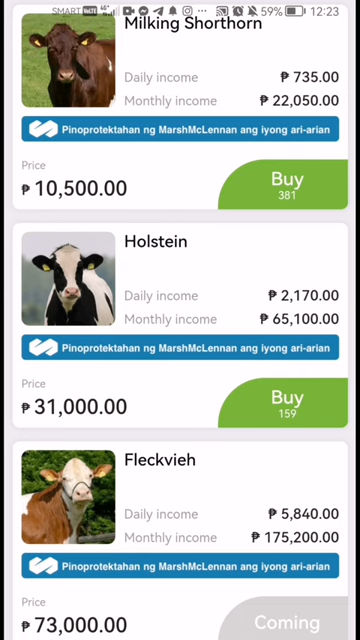 SMART VoLTE 4G 59% 12:23
Milking Shorthorn
Daily income ₱ 735.00
Monthly income ₱ 22,050.00
Pinoprotektahan ng MarshMcLennan ang iyong ari-arian
Price
₱ 10,500.00
Buy
381
Holstein
Daily income ₱ 2,170.00
Monthly income ₱ 65,100.00
Pinoprotektahan ng MarshMcLennan ang iyong ari-arian
Price
₱ 31,000.00
Buy
159
Fleckvieh
Daily income ₱ 5,840.00
Monthly income ₱ 175,200.00
Pinoprotektahan ng MarshMcLennan ang iyong ari-arian
Price
₱ 73,000.00
Coming